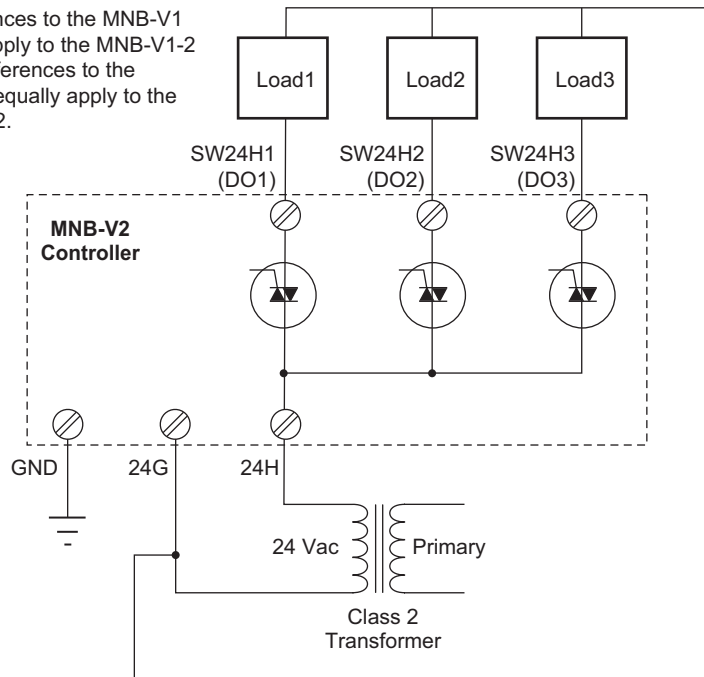 nces to the MNB-V1
pply to the MNB-V1-2
ferences to the
equally apply to the
2.
Load1
Load2
Load3
SW24H1
(DO1)
SW24H2
(DO2)
SW24H3
(DO3)
MNB-V2
Controller
GND
24G
24H
24 Vac
Primary
Class 2
Transformer